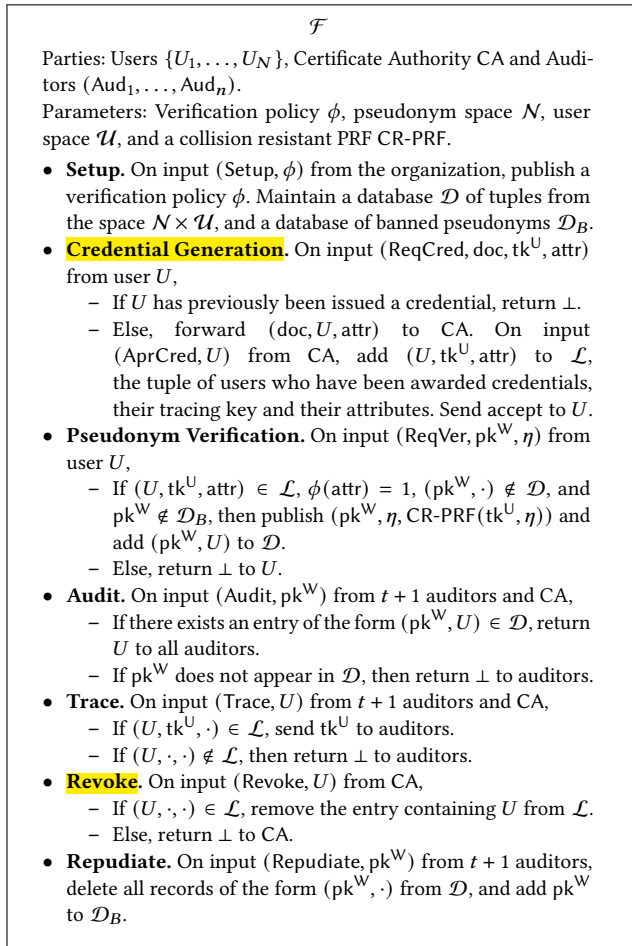 ℱ
Parties: Users {U₁, . . . , U_N}, Certificate Authority CA and Audi-
tors (Aud₁, . . . , Aud_n).
Parameters: Verification policy ϕ, pseudonym space 𝒩, user
space 𝒰, and a collision resistant PRF CR-PRF.
• Setup. On input (Setup, ϕ) from the organization, publish a
verification policy ϕ. Maintain a database 𝒟 of tuples from
the space 𝒩 × 𝒰, and a database of banned pseudonyms 𝒟_B.
• Credential Generation. On input (ReqCred, doc, tk^U, attr)
from user U,
– If U has previously been issued a credential, return ⊥.
– Else, forward (doc, U, attr) to CA. On input
(AprCred, U) from CA, add (U, tk^U, attr) to ℒ,
the tuple of users who have been awarded credentials,
their tracing key and their attributes. Send accept to U.
• Pseudonym Verification. On input (ReqVer, pk^W, η) from
user U,
– If (U, tk^U, attr) ∈ ℒ, ϕ(attr) = 1, (pk^W, ·) ∉ 𝒟, and
pk^W ∉ 𝒟_B, then publish (pk^W, η, CR-PRF(tk^U, η)) and
add (pk^W, U) to 𝒟.
– Else, return ⊥ to U.
• Audit. On input (Audit, pk^W) from t + 1 auditors and CA,
– If there exists an entry of the form (pk^W, U) ∈ 𝒟, return
U to all auditors.
– If pk^W does not appear in 𝒟, then return ⊥ to auditors.
• Trace. On input (Trace, U) from t + 1 auditors and CA,
– If (U, tk^U, ·) ∈ ℒ, send tk^U to auditors.
– If (U, ·, ·) ∉ ℒ, then return ⊥ to auditors.
• Revoke. On input (Revoke, U) from CA,
– If (U, ·, ·) ∈ ℒ, remove the entry containing U from ℒ.
– Else, return ⊥ to CA.
• Repudiate. On input (Repudiate, pk^W) from t + 1 auditors,
delete all records of the form (pk^W, ·) from 𝒟, and add pk^W
to 𝒟_B.